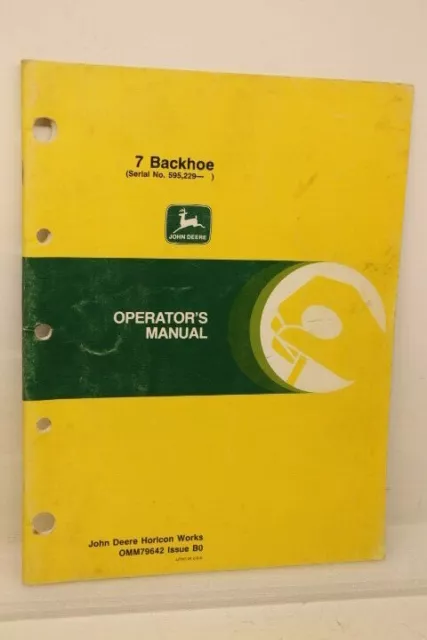 7 Backhoe
(Serial No. 595,229—    )
JOHN DEERE
OPERATOR'S
MANUAL
John Deere Horicon Works
OMM79642 Issue B0